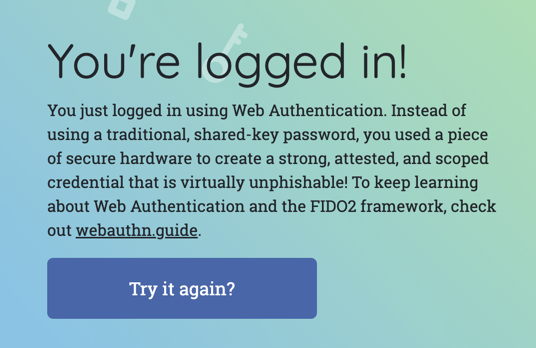 You're logged in!
You just logged in using Web Authentication. Instead of
using a traditional, shared-key password, you used a piece
of secure hardware to create a strong, attested, and scoped
credential that is virtually unphishable! To keep learning
about Web Authentication and the FIDO2 framework, check
out webauthn.guide.
Try it again?